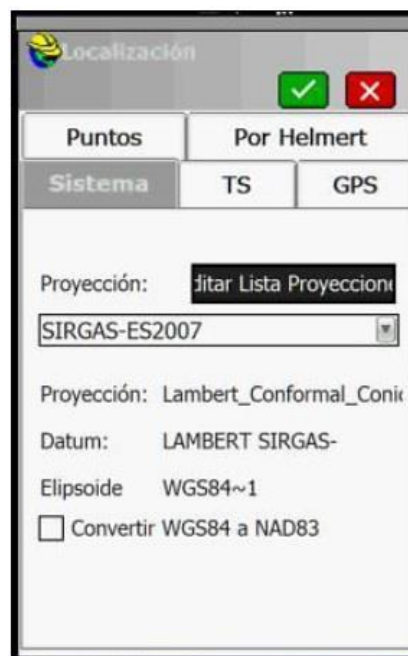 Localización
Puntos Por Helmert
Sistema TS GPS
Proyección: ditar Lista Proyeccione
SIRGAS-ES2007
Proyección: Lambert_Conformal_Conic
Datum: LAMBERT SIRGAS-
Elipsoide WGS84~1
Convertir WGS84 a NAD83